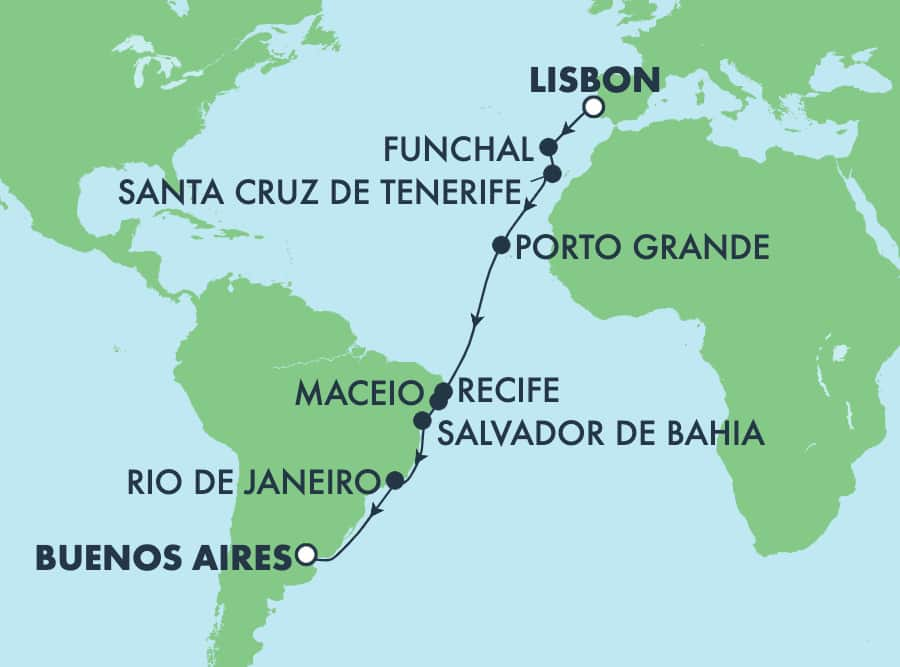 LISBON
FUNCHAL
SANTA CRUZ DE TENERIFE
PORTO GRANDE
MACEIO
RECIFE
SALVADOR DE BAHIA
RIO DE JANEIRO
BUENOS AIRES